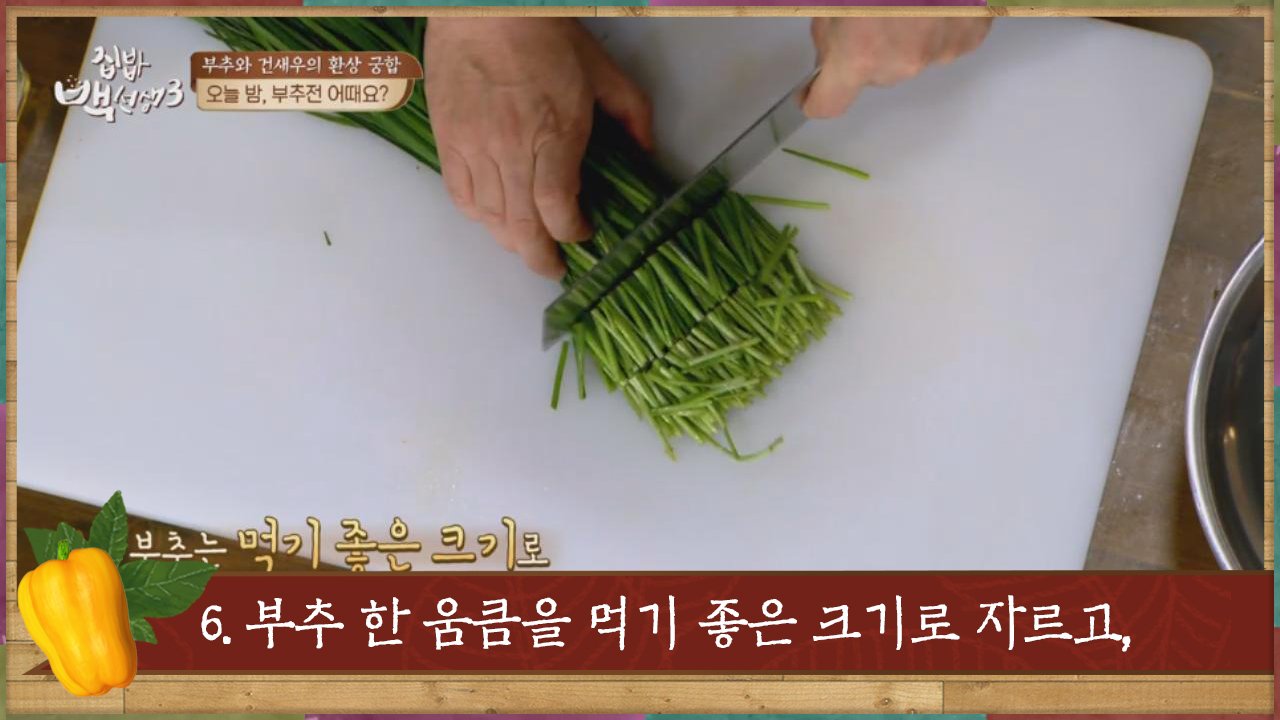 집밥
백선생3
부추와 건새우의 환상 궁합
오늘 밤, 부추전 어때요?
부추는 먹기 좋은 크기로
6. 부추 한 움큼을 먹기 좋은 크기로 자르고,